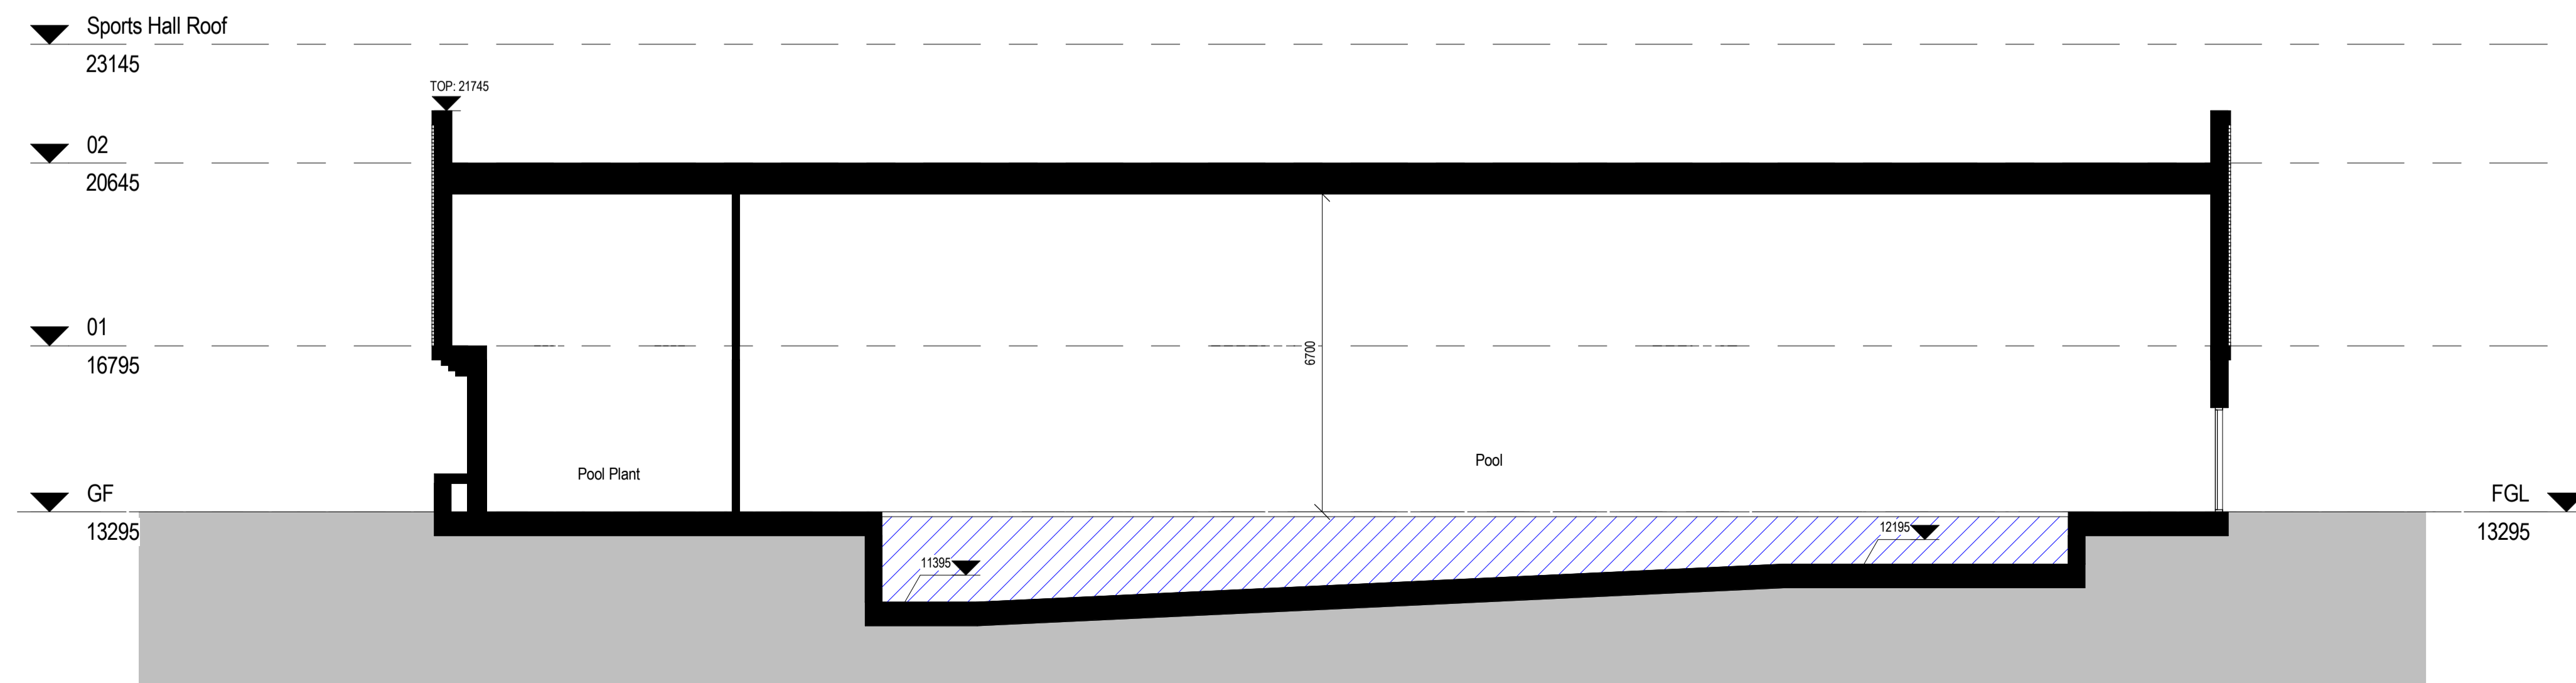 Sports Hall Roof
23145
TOP: 21745
02
20645
01
16795
6700
Pool Plant
Pool
GF
13295
FGL
13295
12195
11395